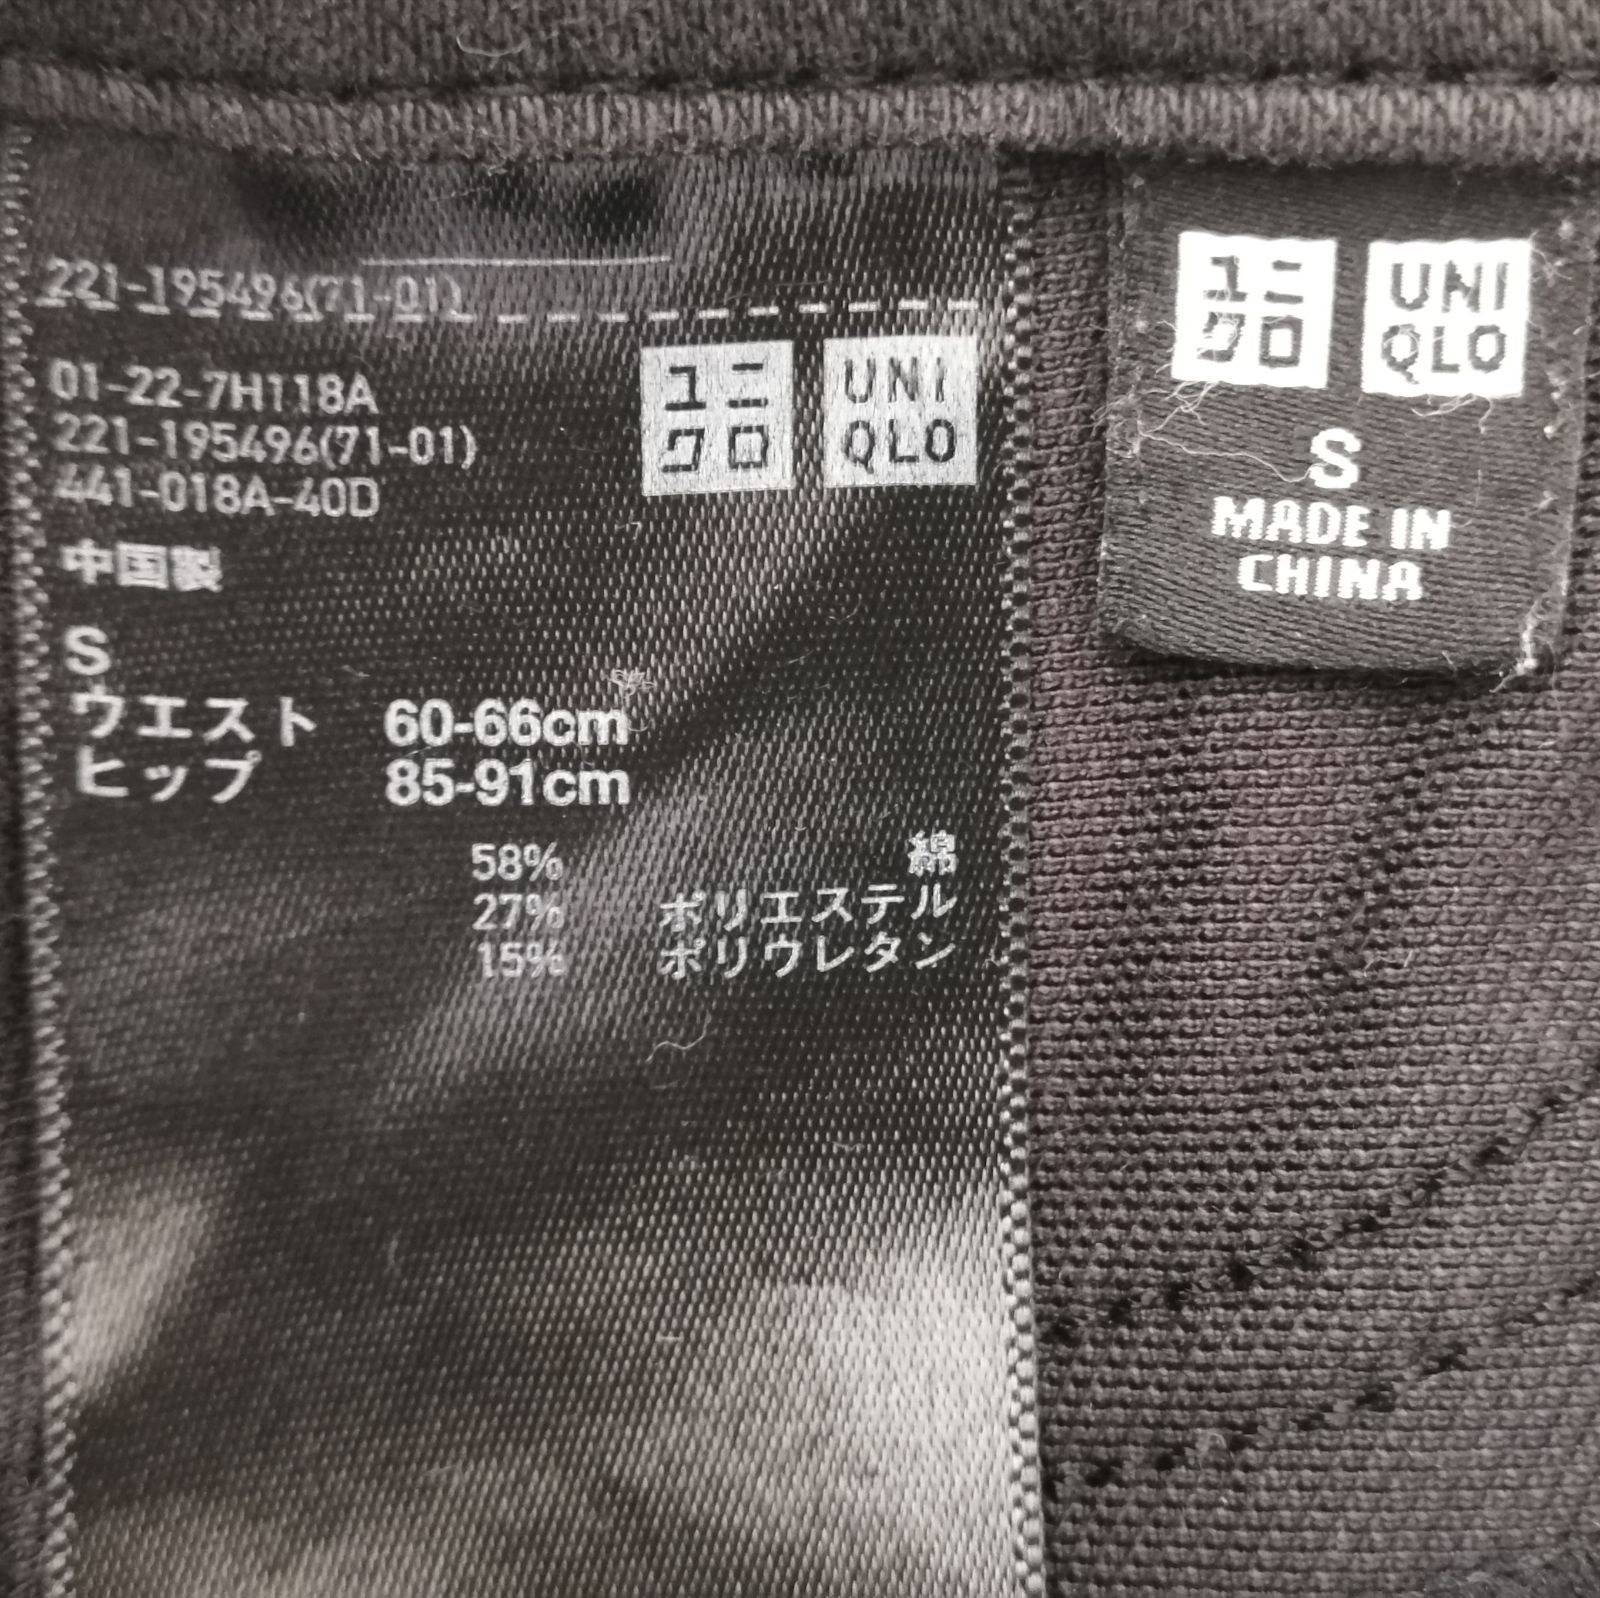 221-195496(71-01)
01-22-7H118A
221-195496(71-01)
441-018A-40D
ユニ
クロ
UNI
QLO
中国製
S
ウエスト 60-66cm
ヒップ 85-91cm
58% 綿
27% ポリエステル
15% ポリウレタン
ユニ
クロ
UNI
QLO
S
MADE IN
CHINA